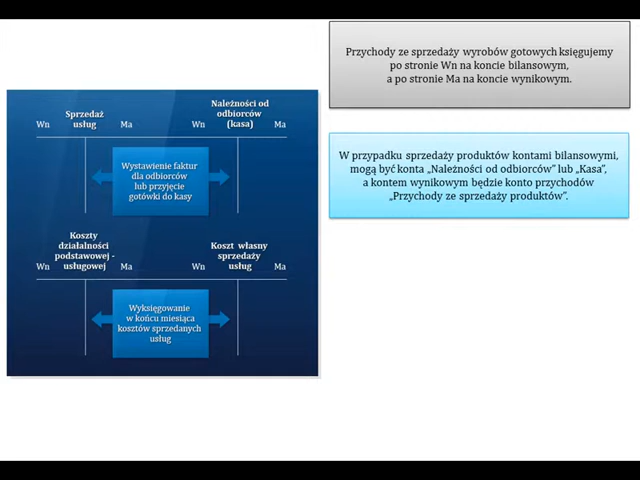 Przychody ze sprzedaży wyrobów gotowych księgujemy
po stronie Wn na koncie bilansowym,
a po stronie Ma na koncie wynikowym.
Sprzedaż
usług
Wn Ma
Należności od
odbiorców
(kasa)
Wn Ma
Wystawienie faktur
dla odbiorców
lub przyjęcie
gotówki do kasy
W przypadku sprzedaży produktów kontami bilansowymi,
mogą być konta „Należności od odbiorców” lub „Kasa”,
a kontem wynikowym będzie konto przychodów
„Przychody ze sprzedaży produktów”.
Koszty
działalności
podstawowej -
usługowej
Wn Ma
Koszt własny
sprzedaży
usług
Wn Ma
Wyksięgowanie
w końcu miesiąca
kosztów sprzedanych
usług